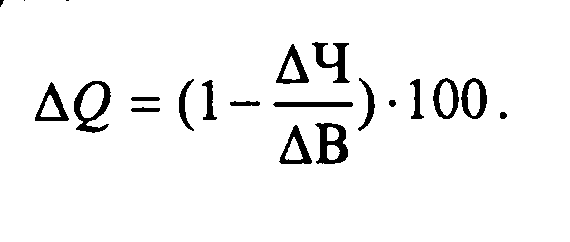 ΔQ = (1 − ΔЧ/ΔВ)·100.